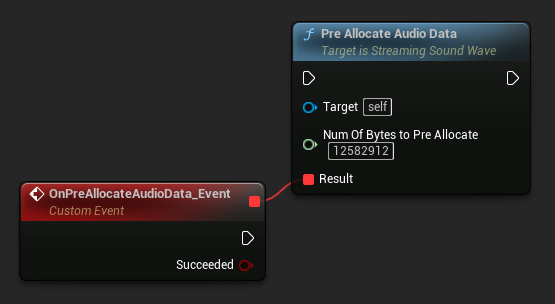 f Pre Allocate Audio Data
Target is Streaming Sound Wave
Target self
Num Of Bytes to Pre Allocate
12582912
Result
OnPreAllocateAudioData_Event
Custom Event
Succeeded